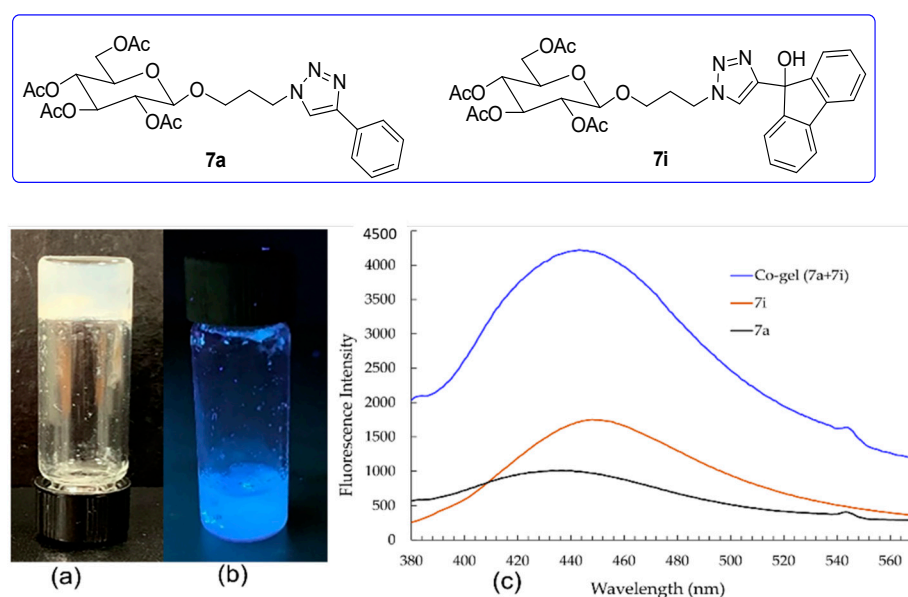 OAc
AcO
AcO
OAc
O
O
N
N
N
7a
OAc
AcO
AcO
OAc
O
O
N
N
N
OH
7i
4500
4000
3500
3000
2500
2000
1500
1000
500
0
Fluorescence Intensity
Co-gel (7a+7i)
7i
7a
380 400 420 440 460 480 500 520 540 560
Wavelength (nm)
(a)
(b)
(c)